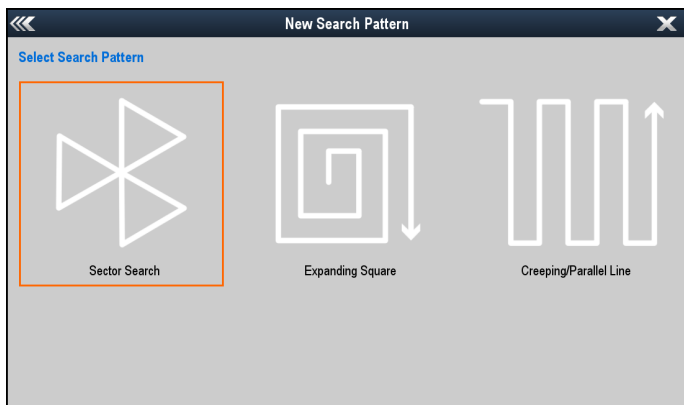 New Search Pattern
Select Search Pattern
Sector Search
Expanding Square
Creeping/Parallel Line